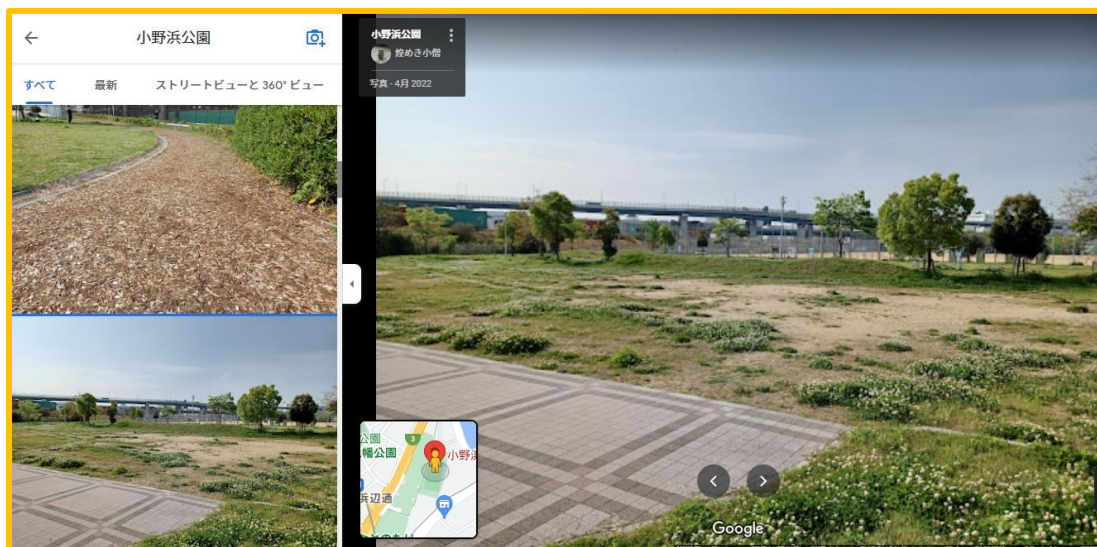 小野浜公園
すべて
最新
ストリートビューと 360° ビュー
小野浜公園
煌めき小僧
写真 - 4月 2022
公園
3
幡公園
小野浜
浜辺通
Google